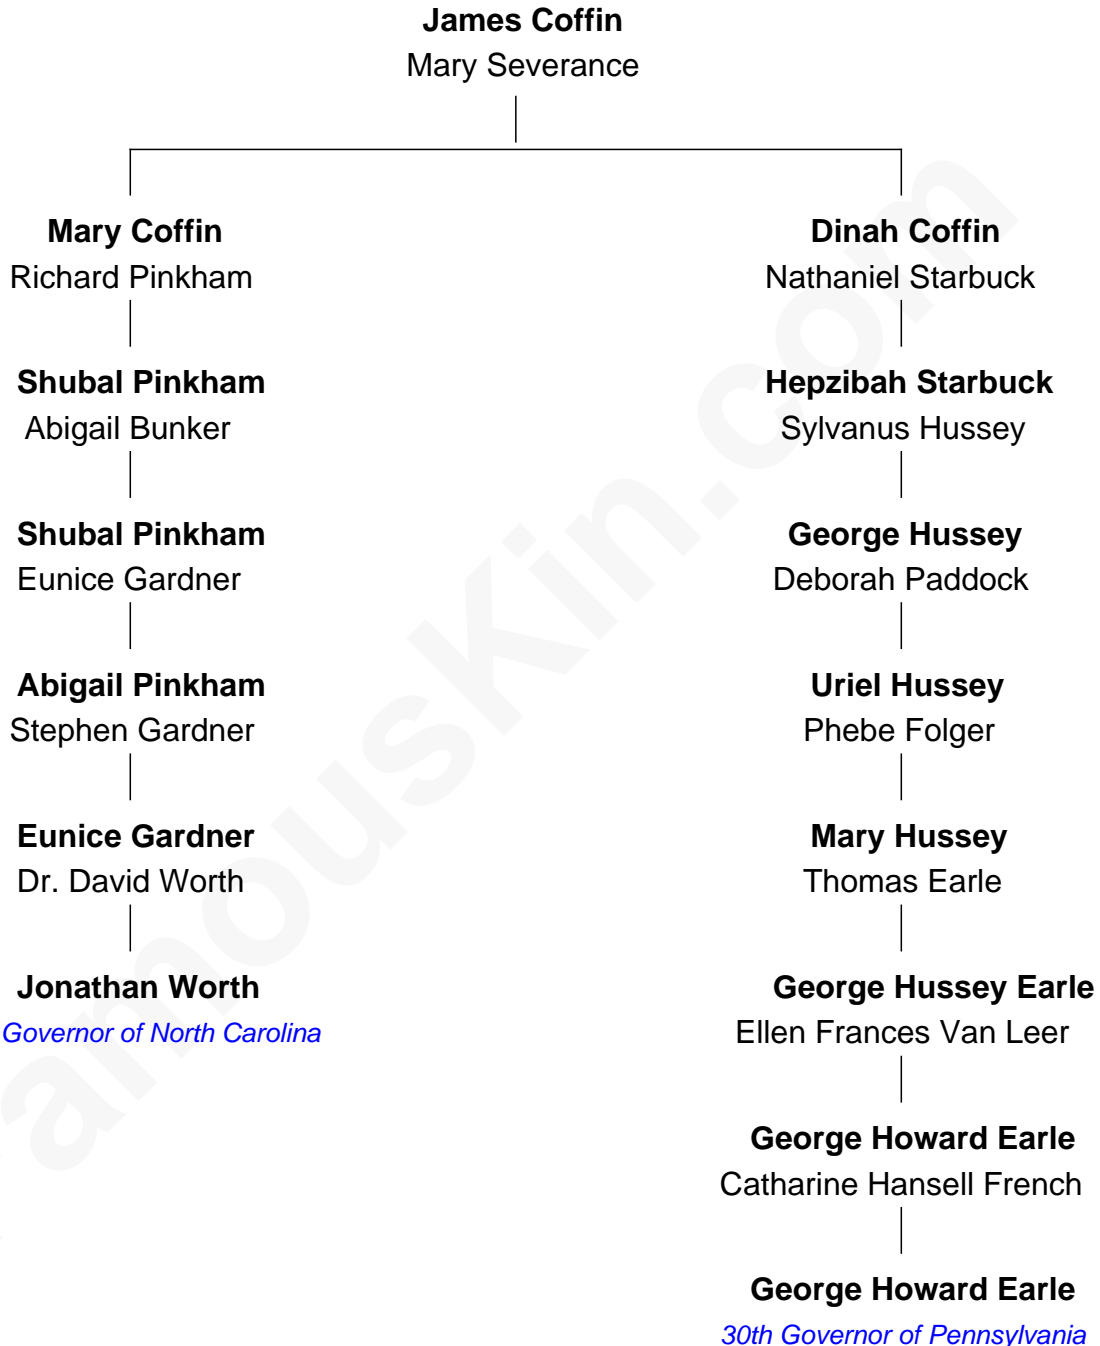 James Coffin
Mary Severance
Mary Coffin
Richard Pinkham
Dinah Coffin
Nathaniel Starbuck
Shubal Pinkham
Abigail Bunker
Hepzibah Starbuck
Sylvanus Hussey
Shubal Pinkham
Eunice Gardner
George Hussey
Deborah Paddock
Abigail Pinkham
Stephen Gardner
Uriel Hussey
Phebe Folger
Eunice Gardner
Dr. David Worth
Mary Hussey
Thomas Earle
Jonathan Worth
Governor of North Carolina
George Hussey Earle
Ellen Frances Van Leer
George Howard Earle
Catharine Hansell French
George Howard Earle
30th Governor of Pennsylvania
amousKin.com